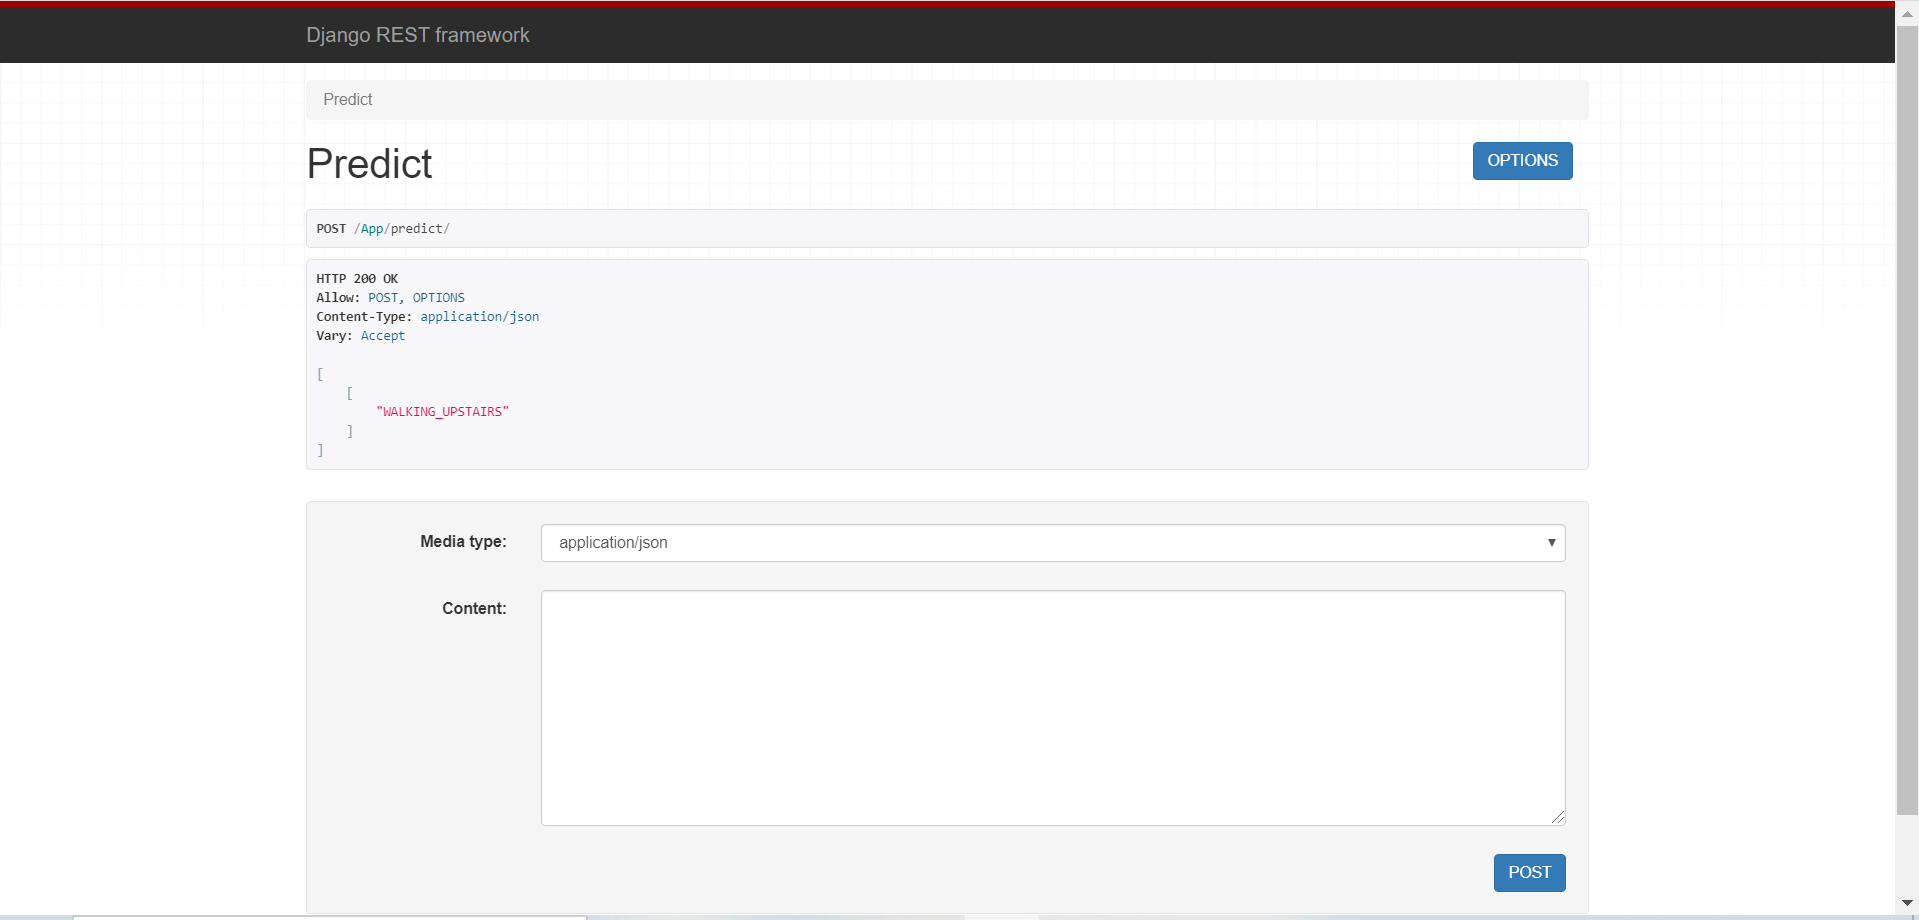 Django REST framework
Predict
Predict
OPTIONS
POST /App/predict/
HTTP 200 OK
Allow: POST, OPTIONS
Content-Type: application/json
Vary: Accept
[
    [
        "WALKING_UPSTAIRS"
    ]
]
Media type:
application/json
Content:
POST